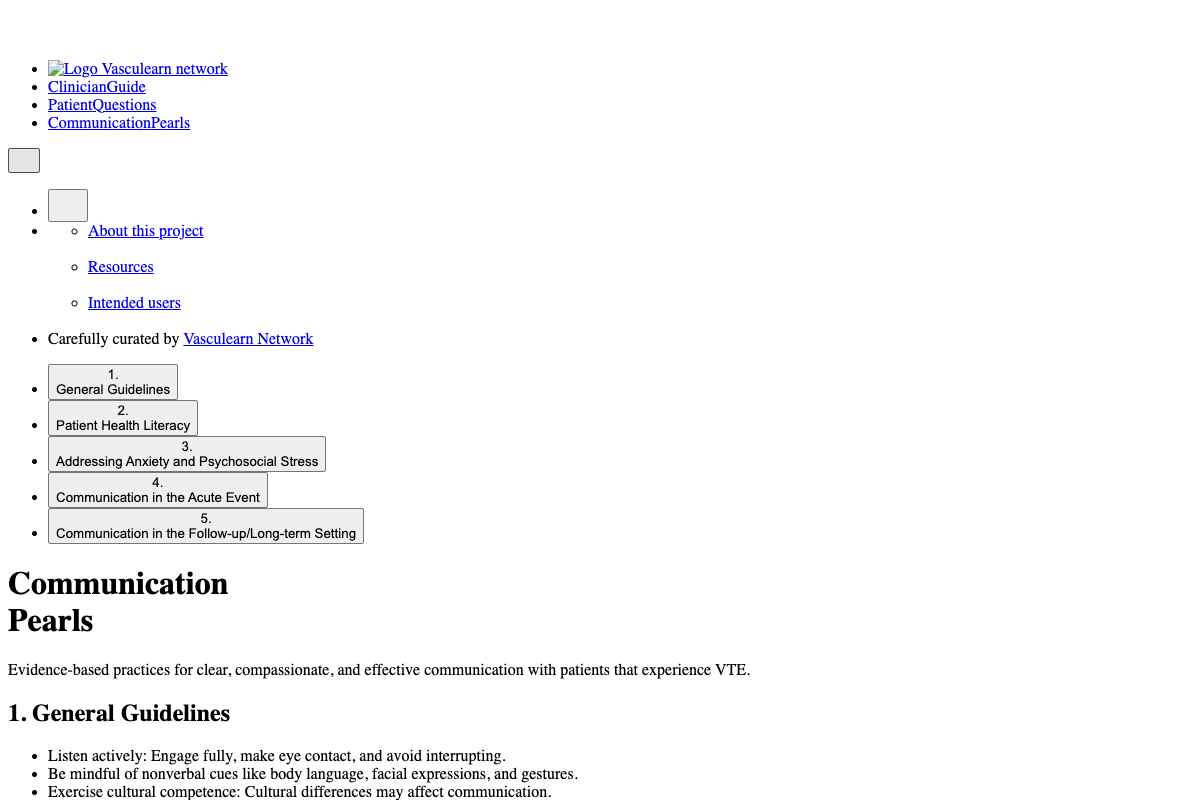 Logo Vasculearn network
ClinicianGuide
PatientQuestions
CommunicationPearls
About this project
Resources
Intended users
Carefully curated by Vasculearn Network
1.
General Guidelines
2.
Patient Health Literacy
3.
Addressing Anxiety and Psychosocial Stress
4.
Communication in the Acute Event
5.
Communication in the Follow-up/Long-term Setting
Communication
Pearls
Evidence-based practices for clear, compassionate, and effective communication with patients that experience VTE.
1. General Guidelines
Listen actively: Engage fully, make eye contact, and avoid interrupting.
Be mindful of nonverbal cues like body language, facial expressions, and gestures.
Exercise cultural competence: Cultural differences may affect communication.